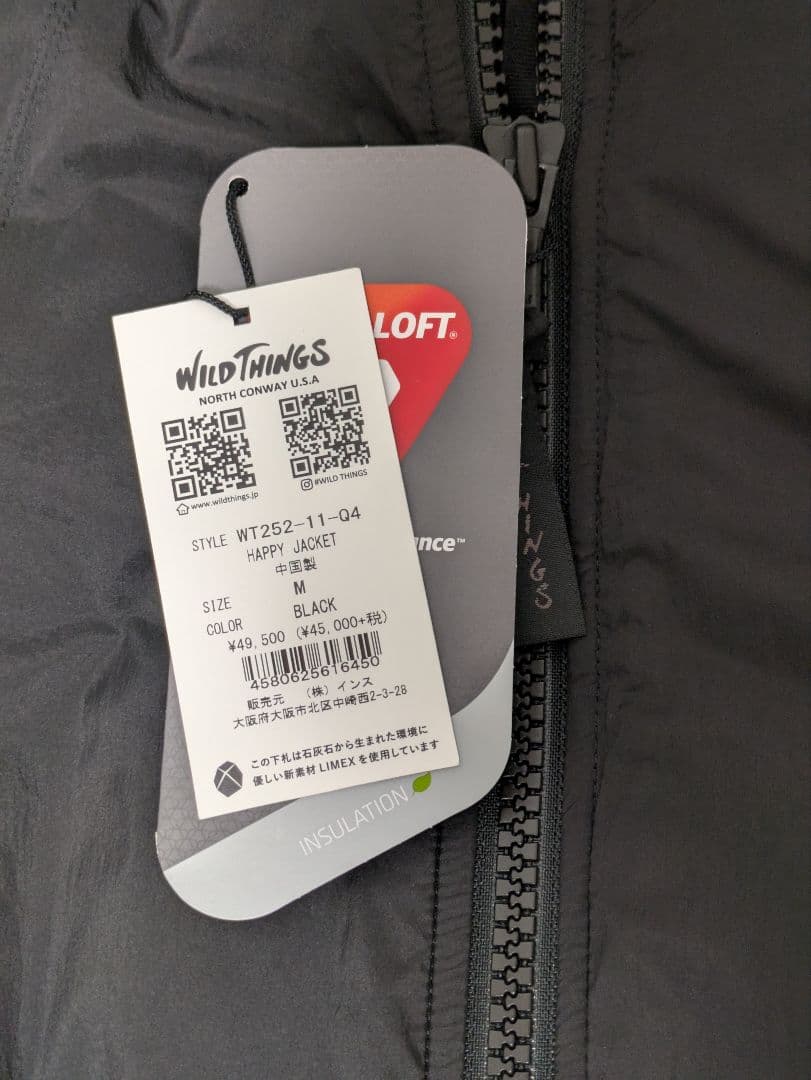 LOFT®
WILD THINGS
NORTH CONWAY U.S.A
www.wildthings.jp
#WILD THINGS
STYLE WT252-11-Q4
HAPPY JACKET
中国製
SIZE M
COLOR BLACK
¥49,500 (¥45,000+税)
4580625616450
販売元 (株)インス
大阪府大阪市北区中崎西2-3-28
この下札は石灰石から生まれた環境に
優しい新素材 LIMEX を使用しています
ance™
INSULATION
HINGS